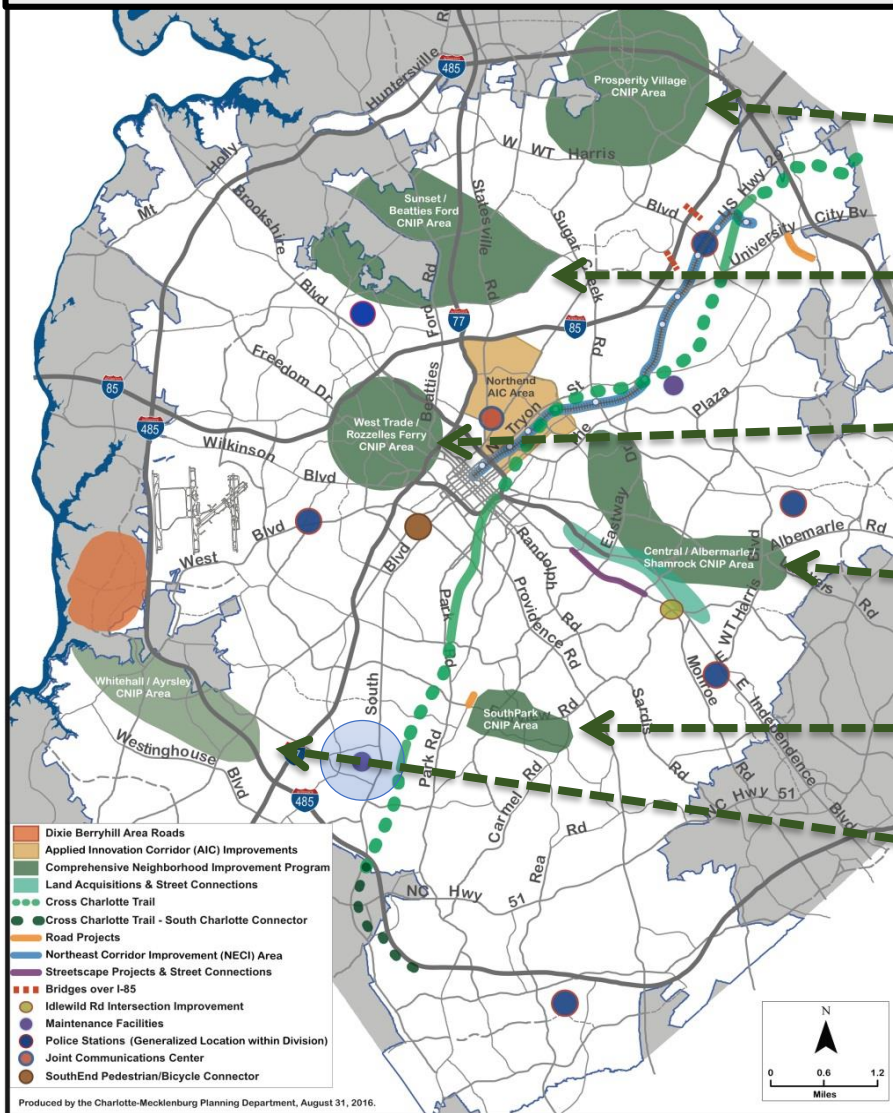 485
Huntersville
Prosperity Village
CNIP Area
W WT Harris
Blvd
US Hwy 29
University
City Bv
Mt
Holly
Brookshire
Blvd
Sunset /
Beatties Ford
CNIP Area
Statesville
Rd
Sugar Creek
Rd
Beatties
Ford
Rd
77
85
85
485
Freedom Dr
Northend
AIC Area
N Tryon
St
The
Plaza
West Trade /
Rozzelles Ferry
CNIP Area
Wilkinson
Blvd
West
Blvd
Blvd
Eastway
Dr
Central / Albermarle /
Shamrock CNIP Area
Albemarle
Rd
Randolph
Rd
Providence Rd
E WT Harris
Blvd
Park
Rd
South
Whitehall / Ayrsley
CNIP Area
Westinghouse
Blvd
SouthPark
CNIP Area
Rd
Park Rd
Sardis
Rd
Monroe
Rd
E Independence
Blvd
Carmel Rd
Rea
Rd
NC Hwy 51
485
NC Hwy
51
Dixie Berryhill Area Roads
Applied Innovation Corridor (AIC) Improvements
Comprehensive Neighborhood Improvement Program
Land Acquisitions & Street Connections
Cross Charlotte Trail
Cross Charlotte Trail - South Charlotte Connector
Road Projects
Northeast Corridor Improvement (NECI) Area
Streetscape Projects & Street Connections
Bridges over I-85
Idlewild Rd Intersection Improvement
Maintenance Facilities
Police Stations (Generalized Location within Division)
Joint Communications Center
SouthEnd Pedestrian/Bicycle Connector
Produced by the Charlotte-Mecklenburg Planning Department, August 31, 2016.
N
0 0.6 1.2
Miles